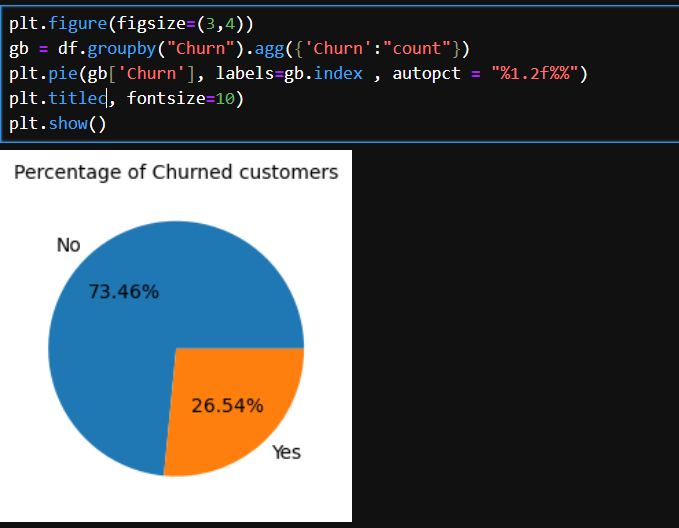 plt.figure(figsize=(3,4))
gb = df.groupby("Churn").agg({'Churn':"count"})
plt.pie(gb['Churn'], labels=gb.index , autopct = "%1.2f%%")
plt.titlec, fontsize=10)
plt.show()
Percentage of Churned customers
No
73.46%
26.54%
Yes